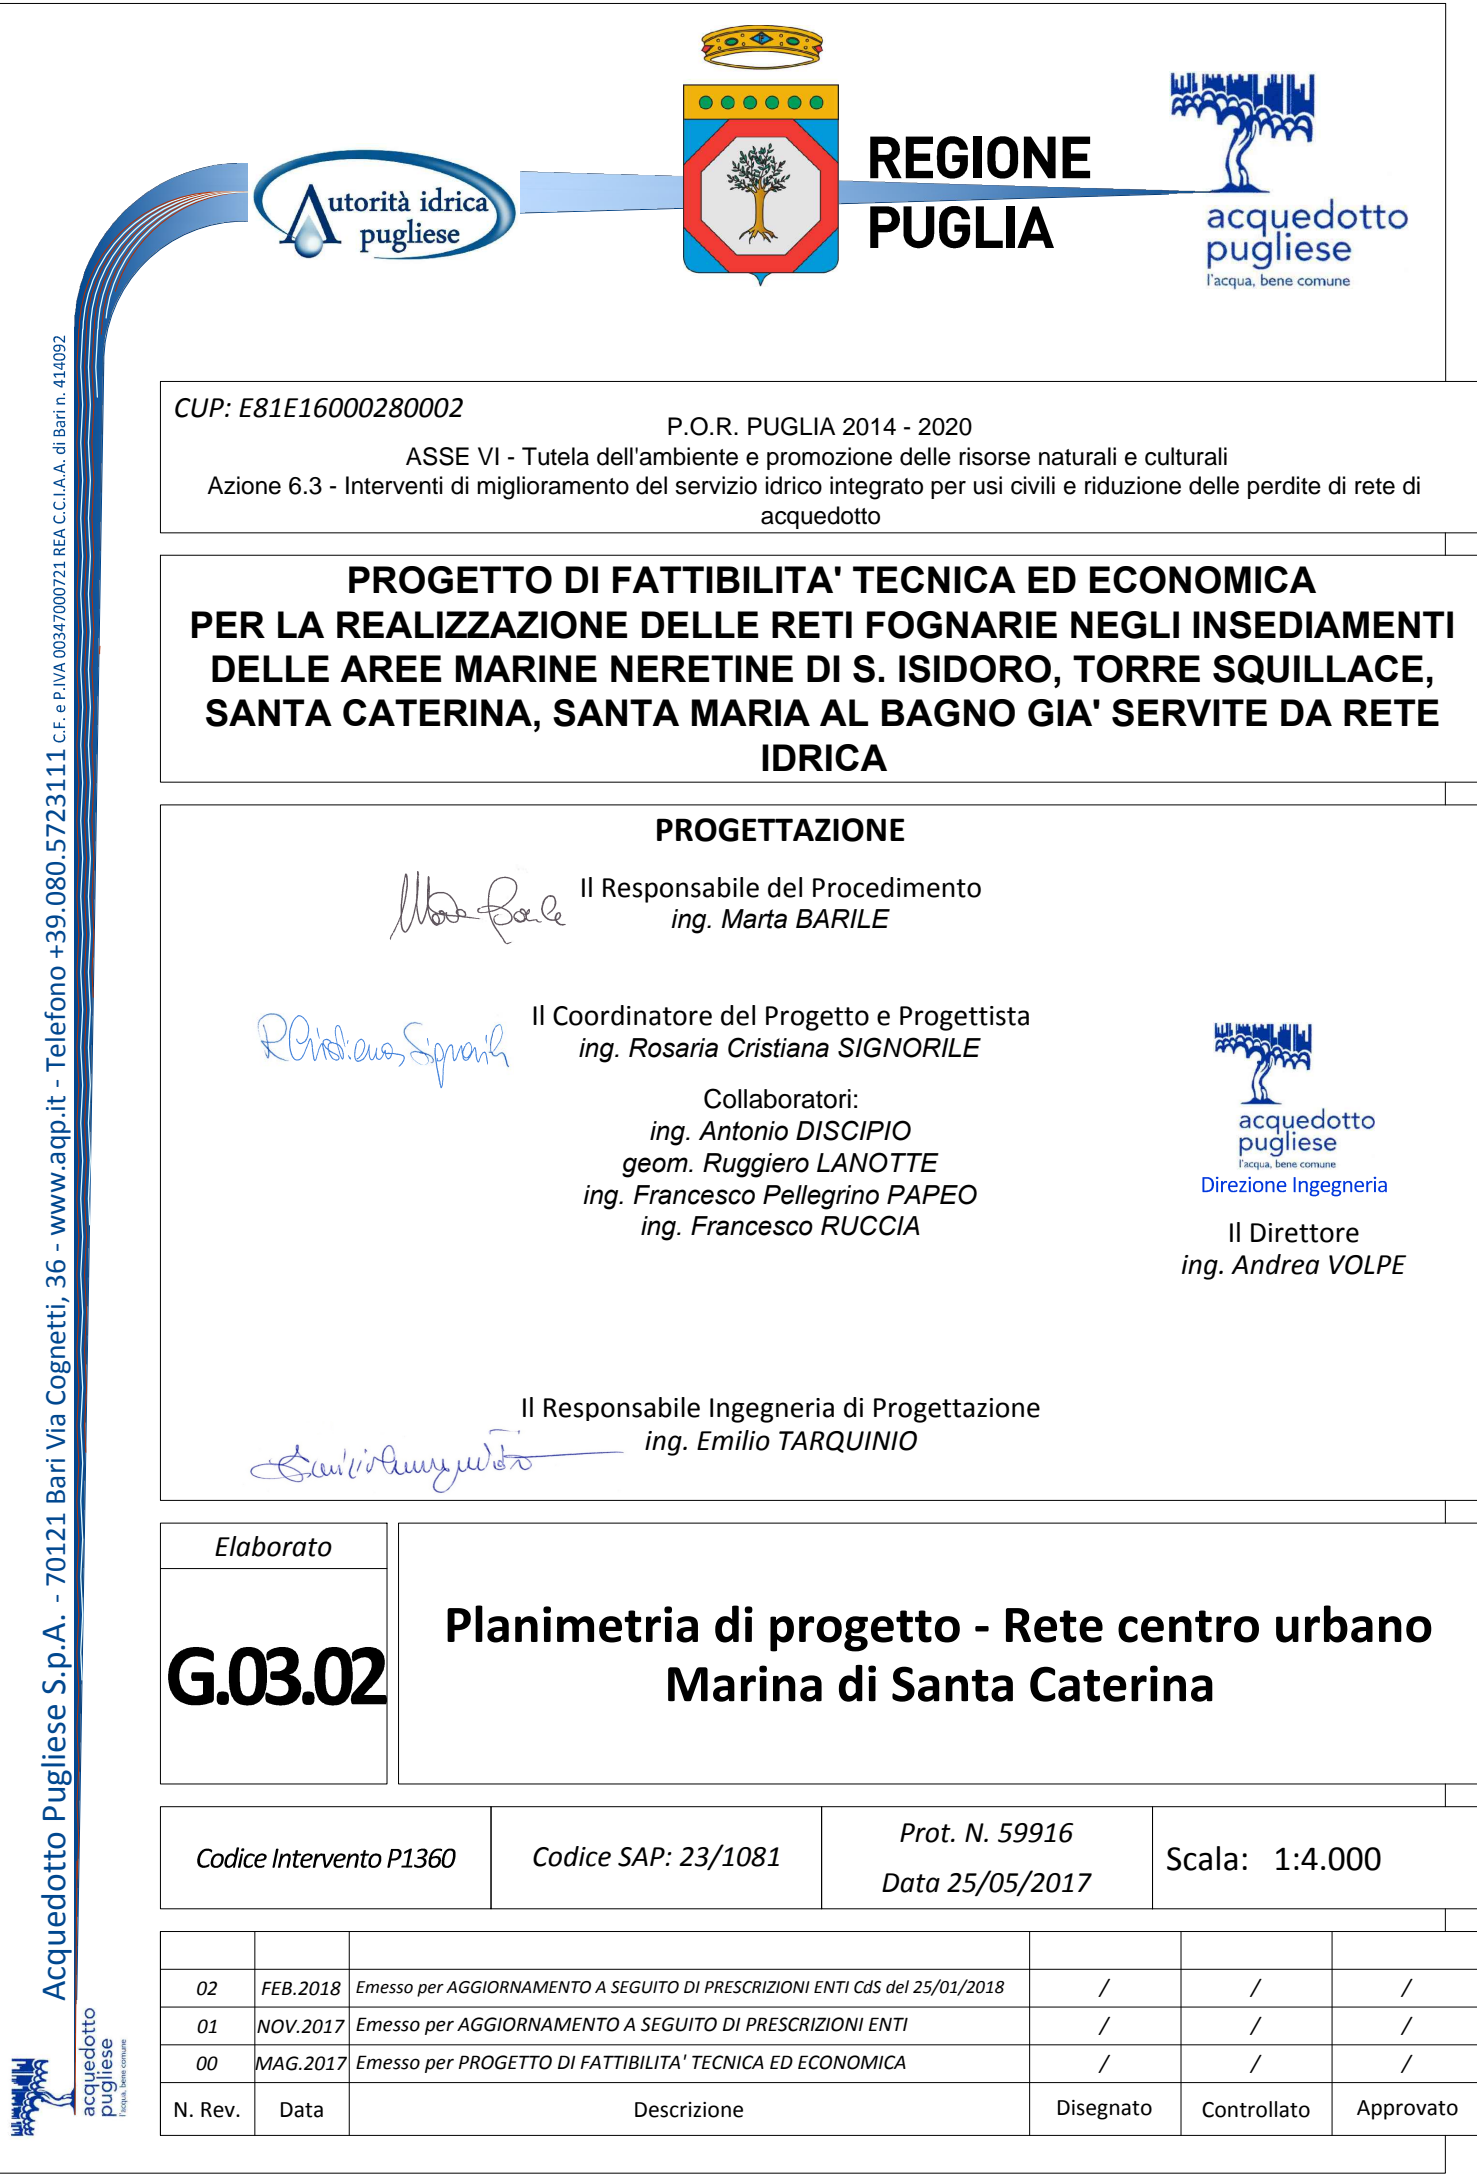 Autorità idrica
pugliese
REGIONE
PUGLIA
acquedotto
pugliese
l'acqua, bene comune
Acquedotto Pugliese S.p.A. - 70121 Bari Via Cognetti, 36 - www.aqp.it - Telefono +39.080.5723111 C.F. e P.IVA 00347000721 REA C.C.I.A.A. di Bari n. 414092
CUP: E81E16000280002
P.O.R. PUGLIA 2014 - 2020
ASSE VI - Tutela dell'ambiente e promozione delle risorse naturali e culturali
Azione 6.3 - Interventi di miglioramento del servizio idrico integrato per usi civili e riduzione delle perdite di rete di
acquedotto
PROGETTO DI FATTIBILITA' TECNICA ED ECONOMICA
PER LA REALIZZAZIONE DELLE RETI FOGNARIE NEGLI INSEDIAMENTI
DELLE AREE MARINE NERETINE DI S. ISIDORO, TORRE SQUILLACE,
SANTA CATERINA, SANTA MARIA AL BAGNO GIA' SERVITE DA RETE
IDRICA
PROGETTAZIONE
Il Responsabile del Procedimento
ing. Marta BARILE
Il Coordinatore del Progetto e Progettista
ing. Rosaria Cristiana SIGNORILE
Collaboratori:
ing. Antonio DISCIPIO
geom. Ruggiero LANOTTE
ing. Francesco Pellegrino PAPEO
ing. Francesco RUCCIA
acquedotto
pugliese
l'acqua, bene comune
Direzione Ingegneria
Il Direttore
ing. Andrea VOLPE
Il Responsabile Ingegneria di Progettazione
ing. Emilio TARQUINIO
Elaborato
G.03.02
Planimetria di progetto - Rete centro urbano
Marina di Santa Caterina
Codice Intervento P1360
Codice SAP: 23/1081
Prot. N. 59916
Data 25/05/2017
Scala: 1:4.000
02 FEB.2018 Emesso per AGGIORNAMENTO A SEGUITO DI PRESCRIZIONI ENTI CdS del 25/01/2018 / / /
01 NOV.2017 Emesso per AGGIORNAMENTO A SEGUITO DI PRESCRIZIONI ENTI / / /
00 MAG.2017 Emesso per PROGETTO DI FATTIBILITA' TECNICA ED ECONOMICA / / /
N. Rev. Data Descrizione Disegnato Controllato Approvato
acquedotto
pugliese
l'acqua, bene comune